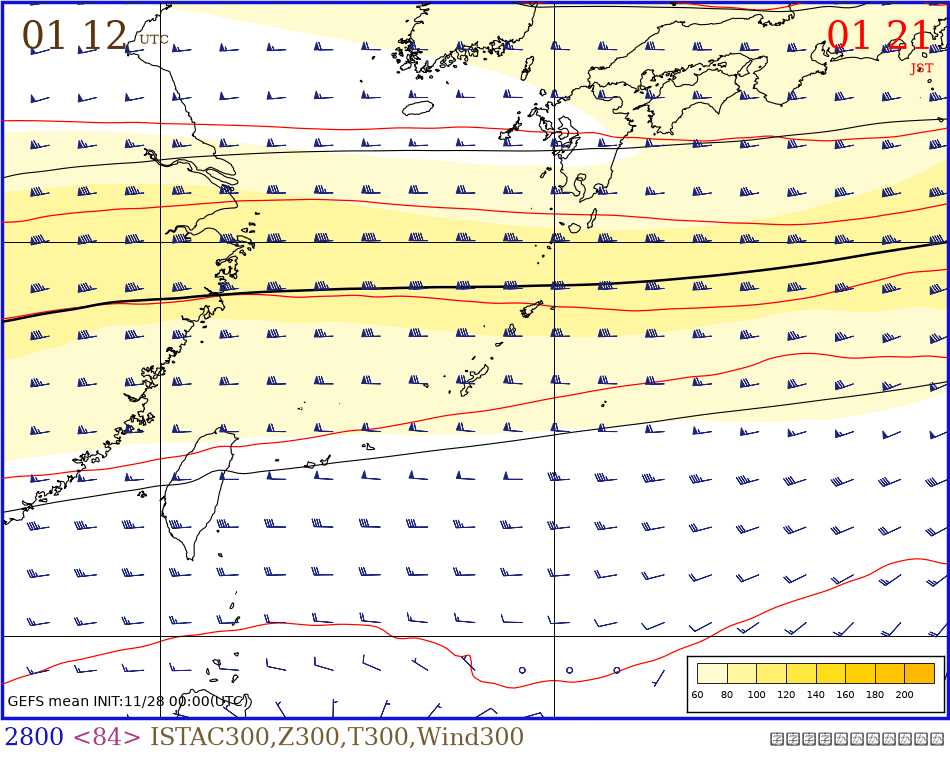 01 12 UTC
01 21 JST
60 80 100 120 140 160 180 200
GEFS mean INIT:11/28 00:00(UTC)
2800 <84> ISTAC300,Z300,T300,Wind300